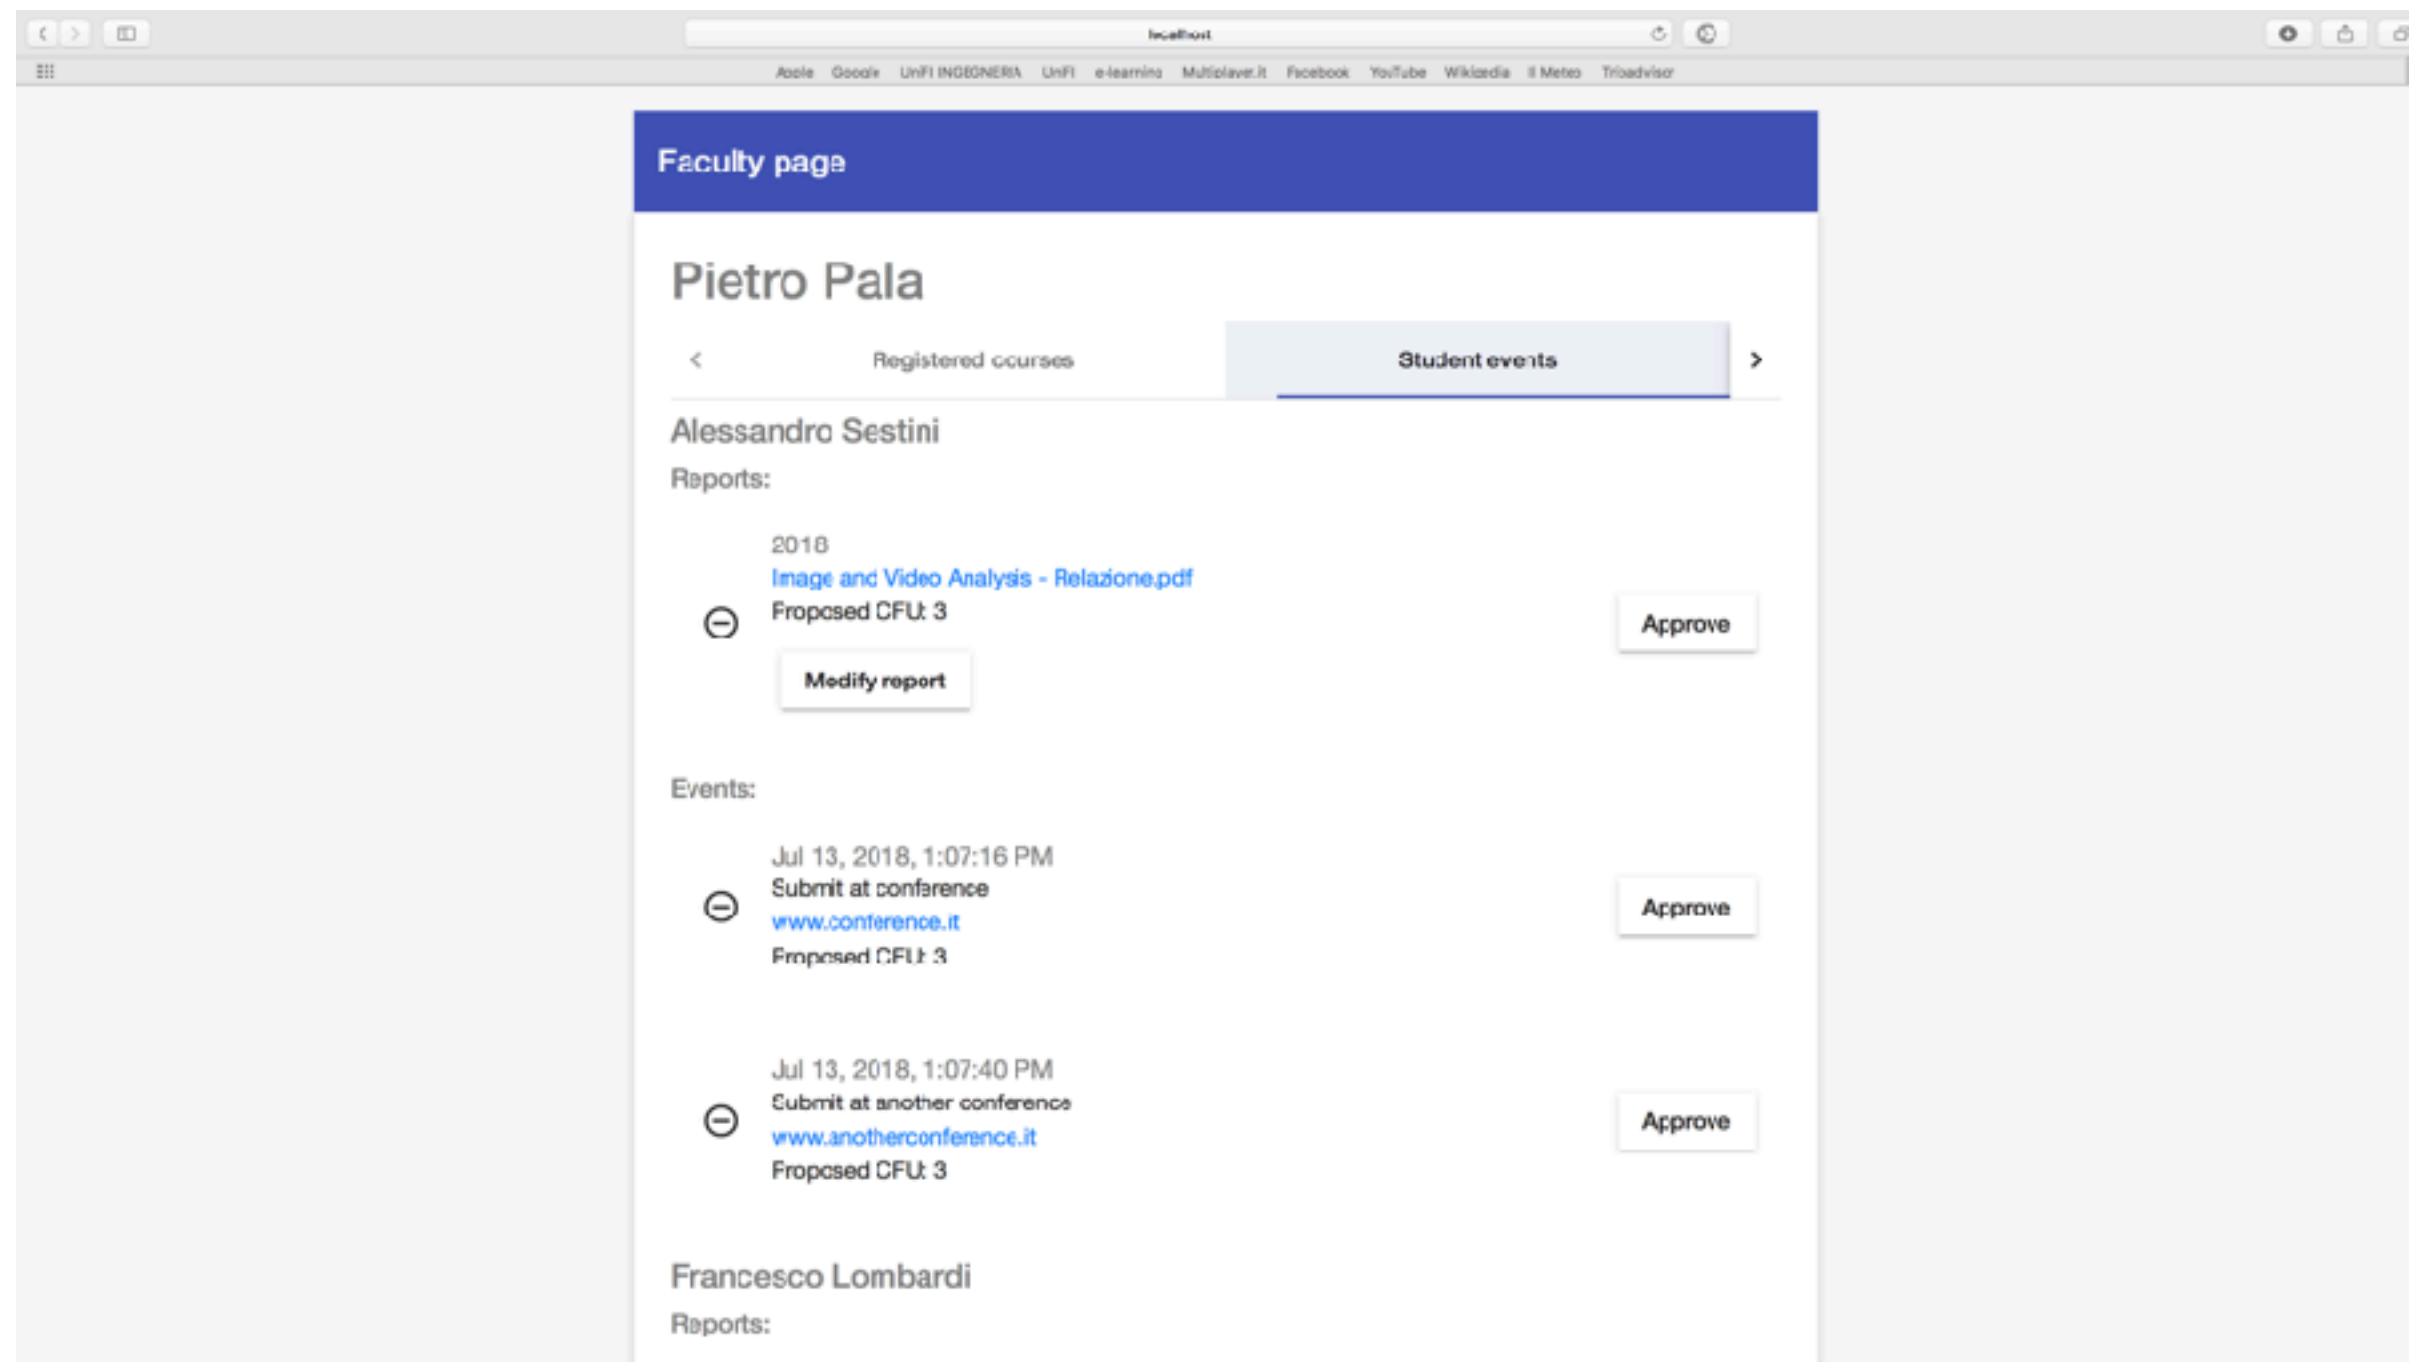 localhost
Apple Google UniFI INGEGNERIA UniFI e-learning Multiplayer.it Facebook YouTube Wikipedia Il Meteo Tripadvisor
Faculty page
Pietro Pala
Registered courses Student events
Alessandro Sestini
Reports:
2018
Image and Video Analysis - Relazione.pdf
Proposed CFU: 3
Approve
Modify report
Events:
Jul 13, 2018, 1:07:16 PM
Submit at conference
www.conference.it
Proposed CFU: 3
Approve
Jul 13, 2018, 1:07:40 PM
Submit at another conference
www.anotherconference.it
Proposed CFU: 3
Approve
Francesco Lombardi
Reports: